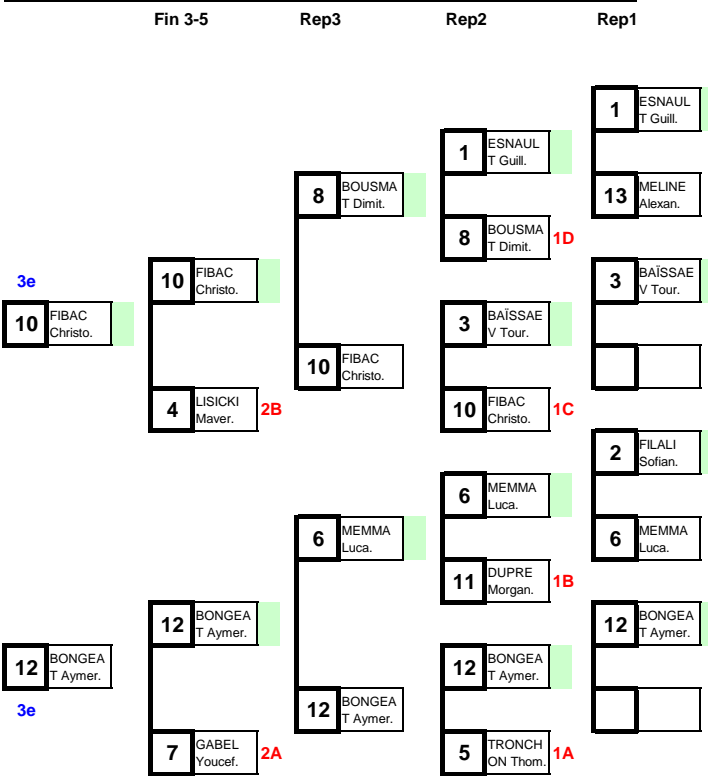 Fin 3-5 Rep3 Rep2 Rep1
1 ESNAUL
T Guill.
1 ESNAUL
T Guill.
8 BOUSMA
T Dimit.
13 MELINE
Alexan.
8 BOUSMA
T Dimit. 1D
3e
10 FIBAC
Christo.
3 BAÏSSAE
V Tour.
10 FIBAC
Christo.
3 BAÏSSAE
V Tour.
10 FIBAC
Christo.
4 LISICKI
Maver. 2B
10 FIBAC
Christo. 1C
2 FILALI
Sofian.
6 MEMMA
Luca.
6 MEMMA
Luca.
6 MEMMA
Luca.
11 DUPRE
Morgan. 1B
12 BONGEA
T Aymer.
12 BONGEA
T Aymer.
12 BONGEA
T Aymer.
12 BONGEA
T Aymer.
3e
12 BONGEA
T Aymer.
7 GABEL
Youcef. 2A
5 TRONCH
ON Thom. 1A